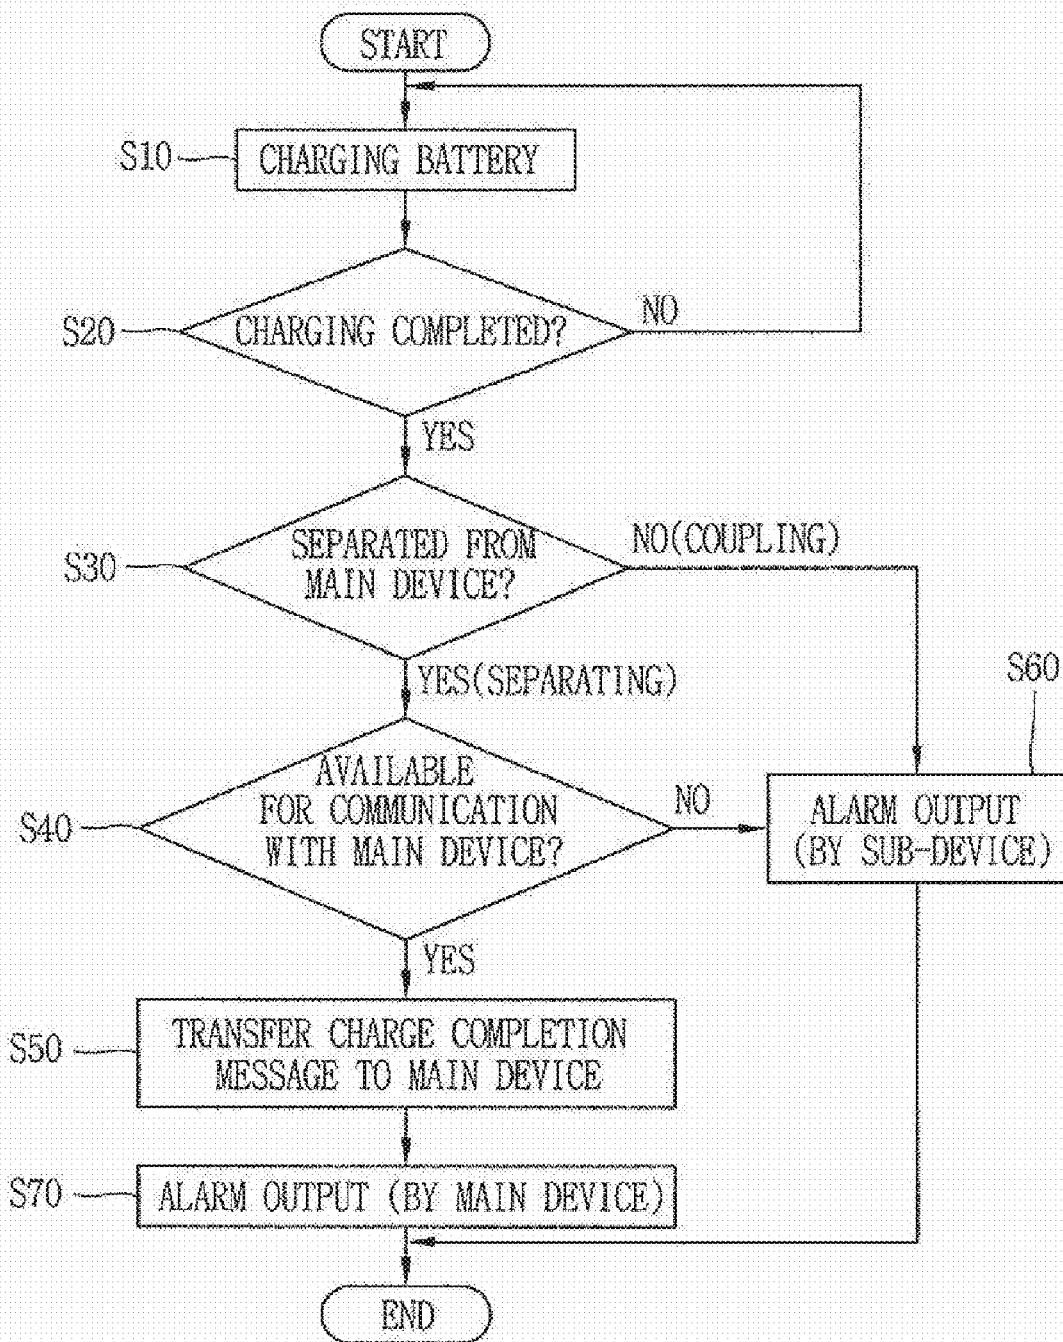 START
S10
CHARGING BATTERY
S20
CHARGING COMPLETED?
NO
YES
S30
SEPARATED FROM
MAIN DEVICE?
NO(COUPLING)
YES(SEPARATING)
S60
S40
AVAILABLE
FOR COMMUNICATION
WITH MAIN DEVICE?
NO
ALARM OUTPUT
(BY SUB-DEVICE)
YES
S50
TRANSFER CHARGE COMPLETION
MESSAGE TO MAIN DEVICE
S70
ALARM OUTPUT (BY MAIN DEVICE)
END